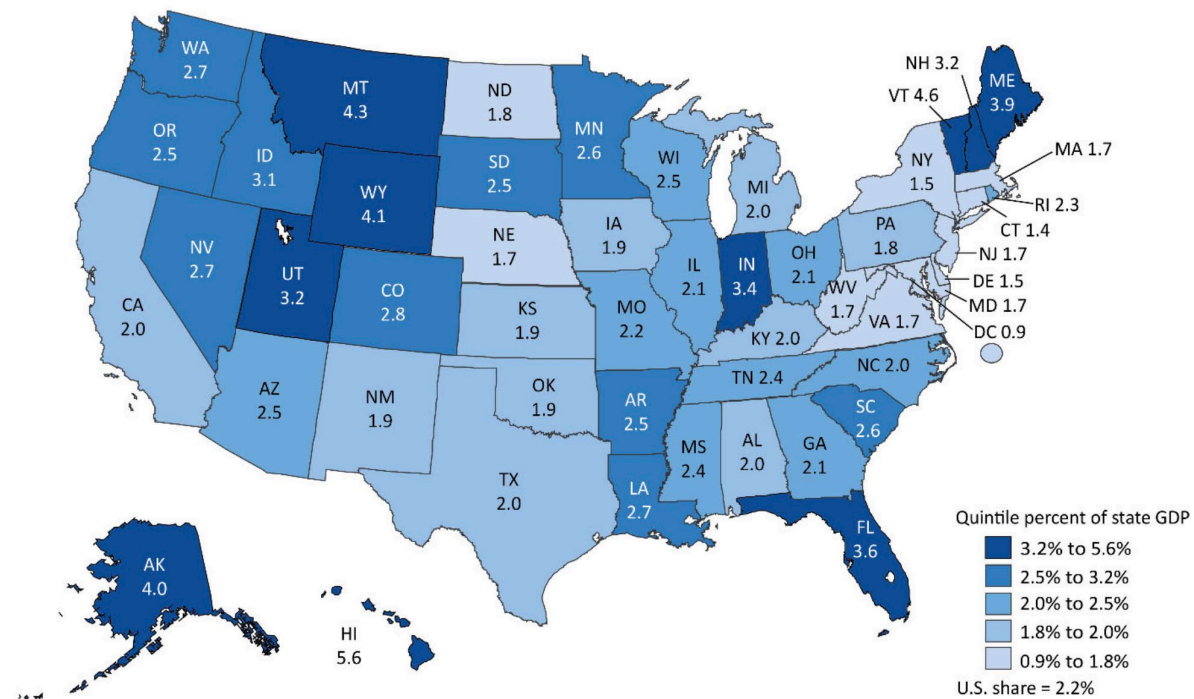 WA
2.7
OR
2.5
CA
2.0
NV
2.7
ID
3.1
MT
4.3
WY
4.1
UT
3.2
CO
2.8
AZ
2.5
NM
1.9
ND
1.8
SD
2.5
NE
1.7
KS
1.9
OK
1.9
TX
2.0
MN
2.6
IA
1.9
MO
2.2
AR
2.5
LA
2.7
WI
2.5
IL
2.1
MI
2.0
IN
3.4
OH
2.1
KY 2.0
TN 2.4
MS
2.4
AL
2.0
GA
2.1
FL
3.6
SC
2.6
NC 2.0
VA 1.7
WV
1.7
PA
1.8
NY
1.5
VT 4.6
NH 3.2
ME
3.9
MA 1.7
RI 2.3
CT 1.4
NJ 1.7
DE 1.5
MD 1.7
DC 0.9
AK
4.0
HI
5.6
Quintile percent of state GDP
3.2% to 5.6%
2.5% to 3.2%
2.0% to 2.5%
1.8% to 2.0%
0.9% to 1.8%
U.S. share = 2.2%